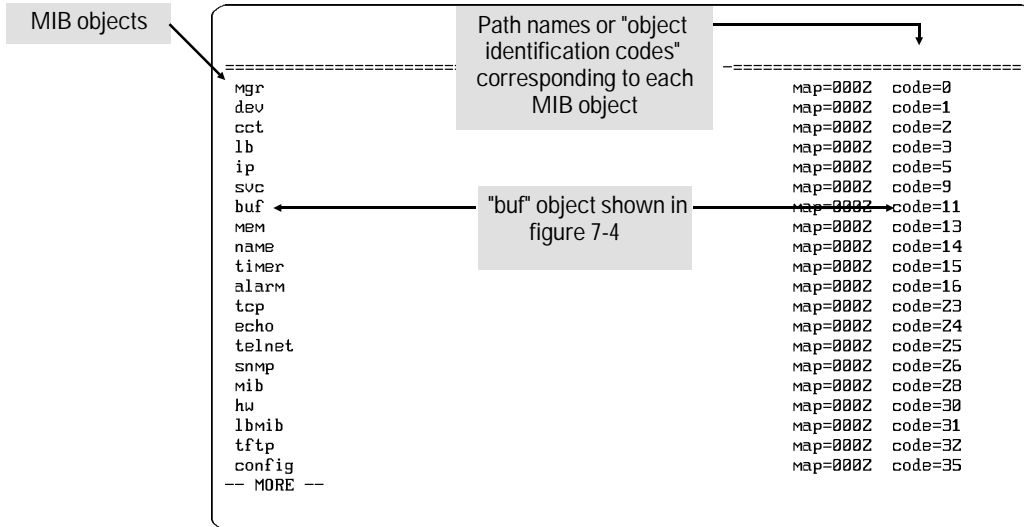 MIB objects
Path names or "object
identification codes"
corresponding to each
MIB object
============================= -=============================
mgr map=0002 code=0
dev map=0002 code=1
cct map=0002 code=2
lb map=0002 code=3
ip map=0002 code=5
svc map=0002 code=9
buf map=0002 code=11
"buf" object shown in
figure 7-4
mem map=0002 code=13
name map=0002 code=14
timer map=0002 code=15
alarm map=0002 code=16
tcp map=0002 code=23
echo map=0002 code=24
telnet map=0002 code=25
snmp map=0002 code=26
mib map=0002 code=28
hw map=0002 code=30
lbmib map=0002 code=31
tftp map=0002 code=32
config map=0002 code=35
-- MORE --